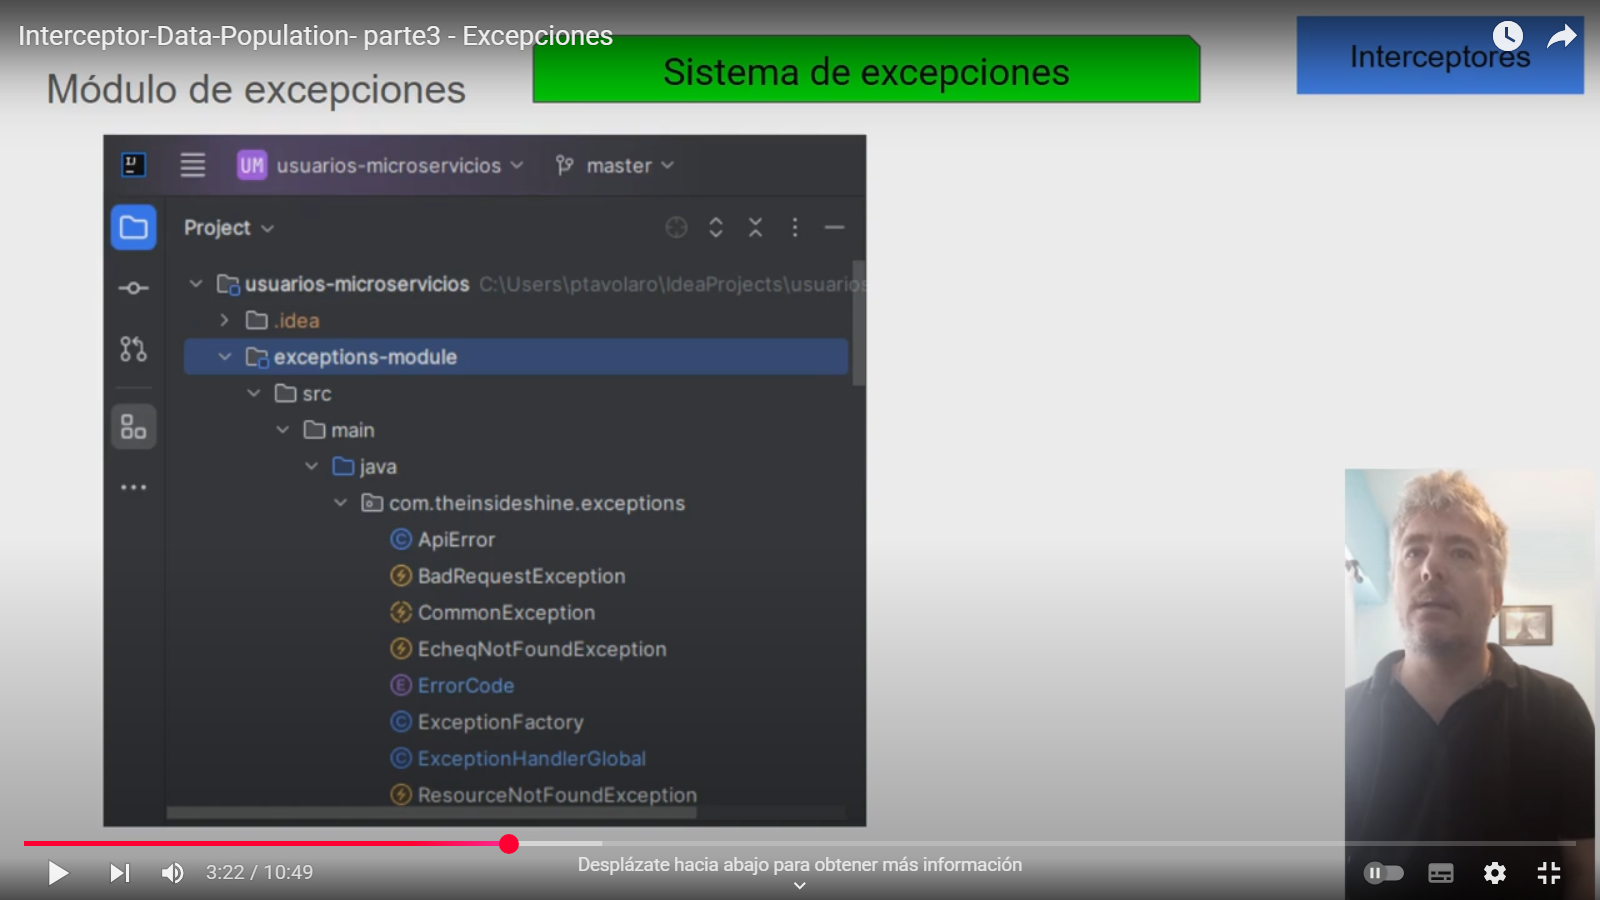 Interceptor-Data-Population- parte3 - Excepciones
Módulo de excepciones
Sistema de excepciones
Interceptores
IJ
UM usuarios-microservicios
master
Project
usuarios-microservicios C:\Users\ptavolaro\IdeaProjects\usuarios
.idea
exceptions-module
src
main
java
com.theinsideshine.exceptions
C ApiError
BadRequestException
CommonException
EcheqNotFoundException
E ErrorCode
C ExceptionFactory
C ExceptionHandlerGlobal
ResourceNotFoundException
3:22 / 10:49
Desplázate hacia abajo para obtener más información